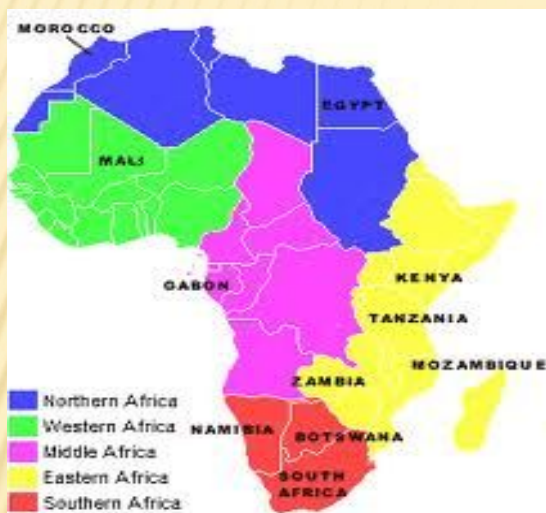 MOROCCO
EGYPT
MALI
GABON
KENYA
TANZANIA
MOZAMBIQUE
ZAMBIA
NAMIBIA
BOTSWANA
SOUTH
AFRICA
Northern Africa
Western Africa
Middle Africa
Eastern Africa
Southern Africa